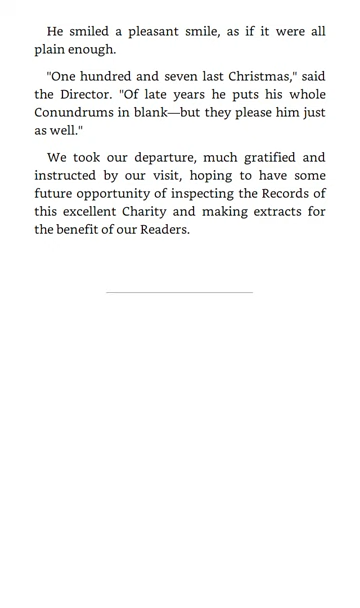 He smiled a pleasant smile, as if it were all
plain enough.
"One hundred and seven last Christmas," said
the Director. "Of late years he puts his whole
Conundrums in blank—but they please him just
as well."
We took our departure, much gratified and
instructed by our visit, hoping to have some
future opportunity of inspecting the Records of
this excellent Charity and making extracts for
the benefit of our Readers.